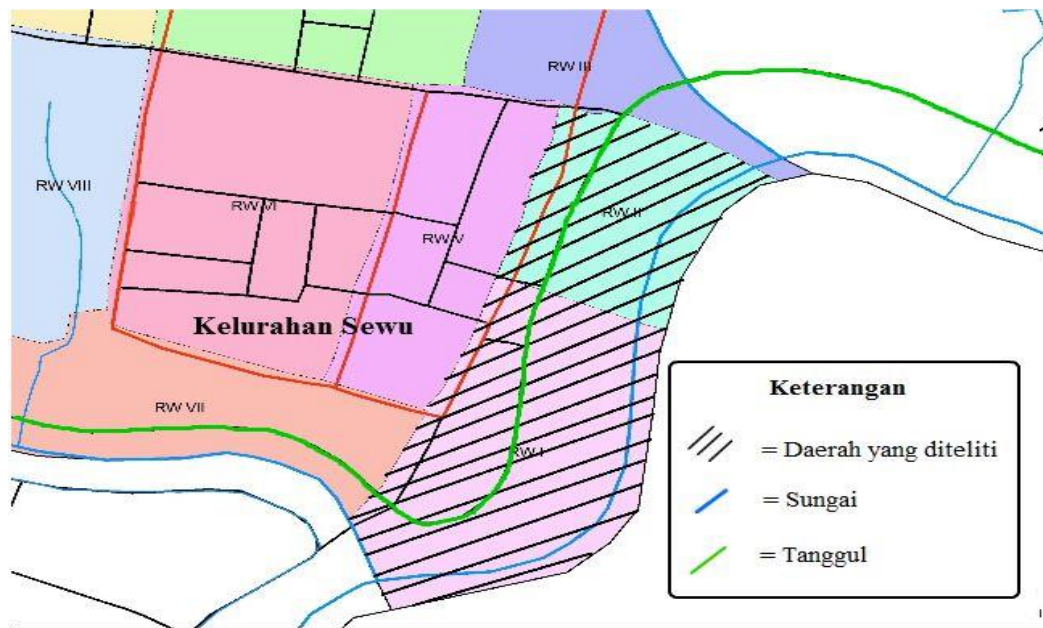 RW III
RW VIII
RW VI
RW II
RW V
Kelurahan Sewu
RW VII
RW I
Keterangan
= Daerah yang diteliti
= Sungai
= Tanggul